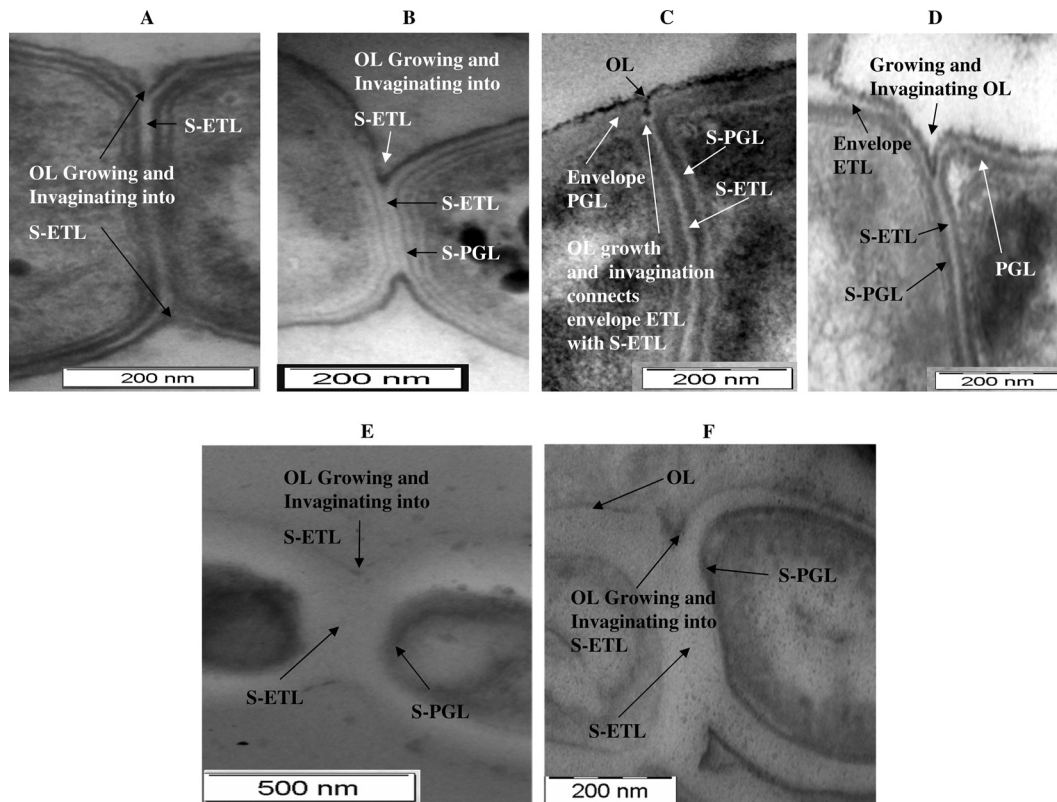 A
S-ETL
OL Growing and
Invaginating into
S-ETL
200 nm
B
OL Growing and
Invaginating into
S-ETL
S-ETL
S-PGL
200 nm
C
OL
S-PGL
Envelope
PGL
S-ETL
OL growth
and invagination
connects
envelope ETL
with S-ETL
200 nm
D
Growing and
Invaginating OL
Envelope
ETL
S-ETL
PGL
S-PGL
200 nm
E
OL Growing and
Invaginating into
S-ETL
S-ETL
S-PGL
500 nm
F
OL
S-PGL
OL Growing and
Invaginating into
S-ETL
S-ETL
200 nm